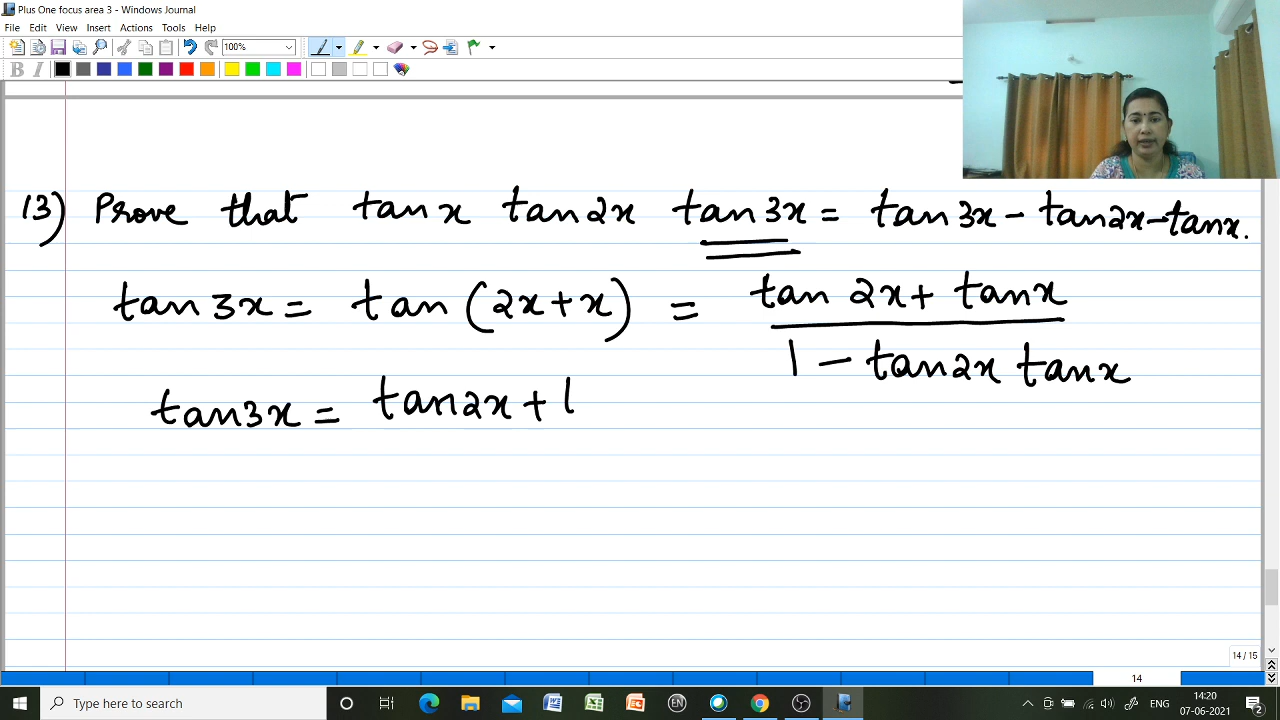 Plus One focus area 3 - Windows Journal
File Edit View Insert Actions Tools Help
100%
B I
13) Prove that tan x tan 2x tan 3x = tan 3x - tan 2x - tan x.
tan 3x = tan (2x + x) = tan 2x + tan x
1 - tan 2x tan x
tan 3x = tan 2x + l
14 / 15
14
Type here to search
EN
ENG
14:20
07-06-2021
2